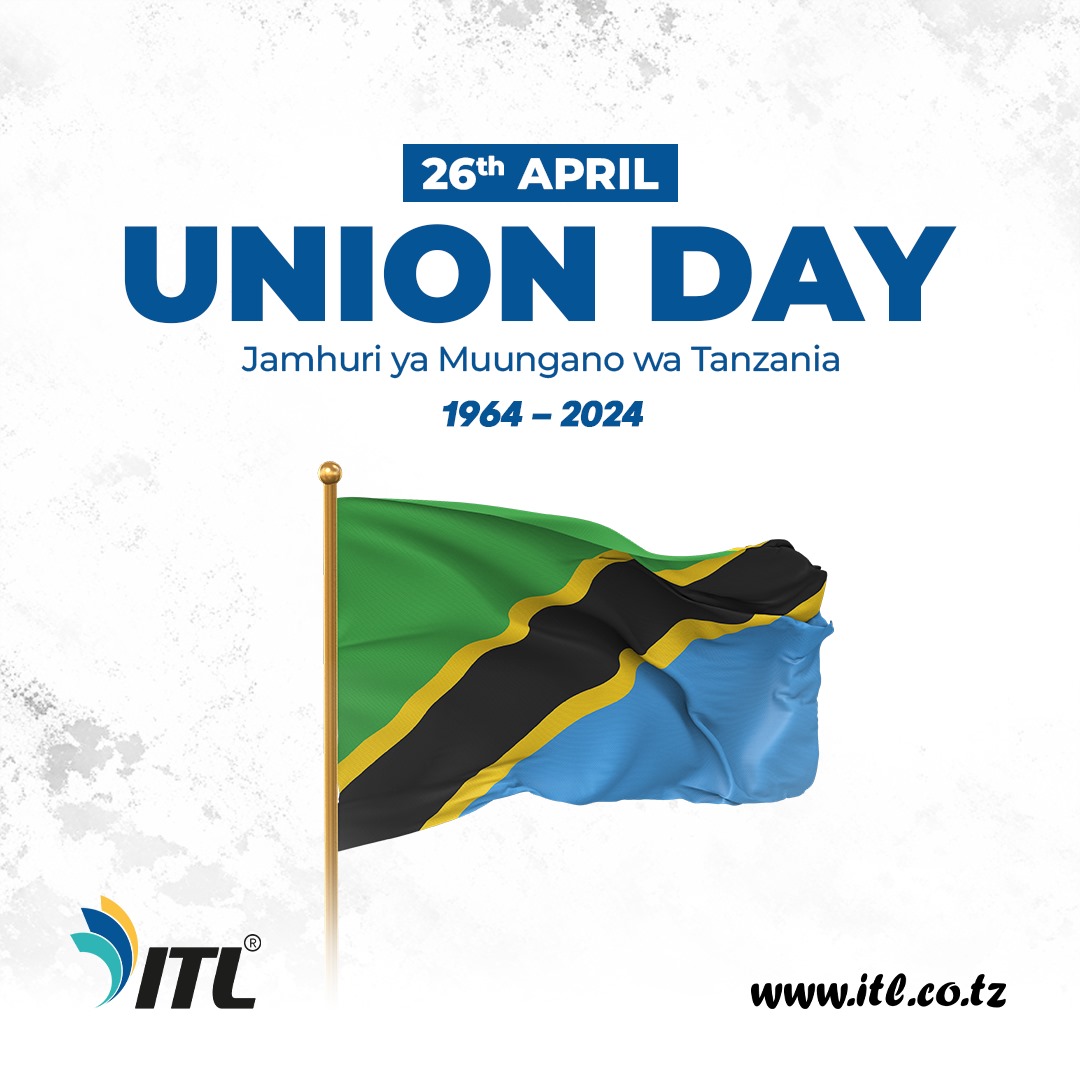 26th APRIL
UNION DAY
Jamhuri ya Muungano wa Tanzania
1964 – 2024
ITL®
www.itl.co.tz